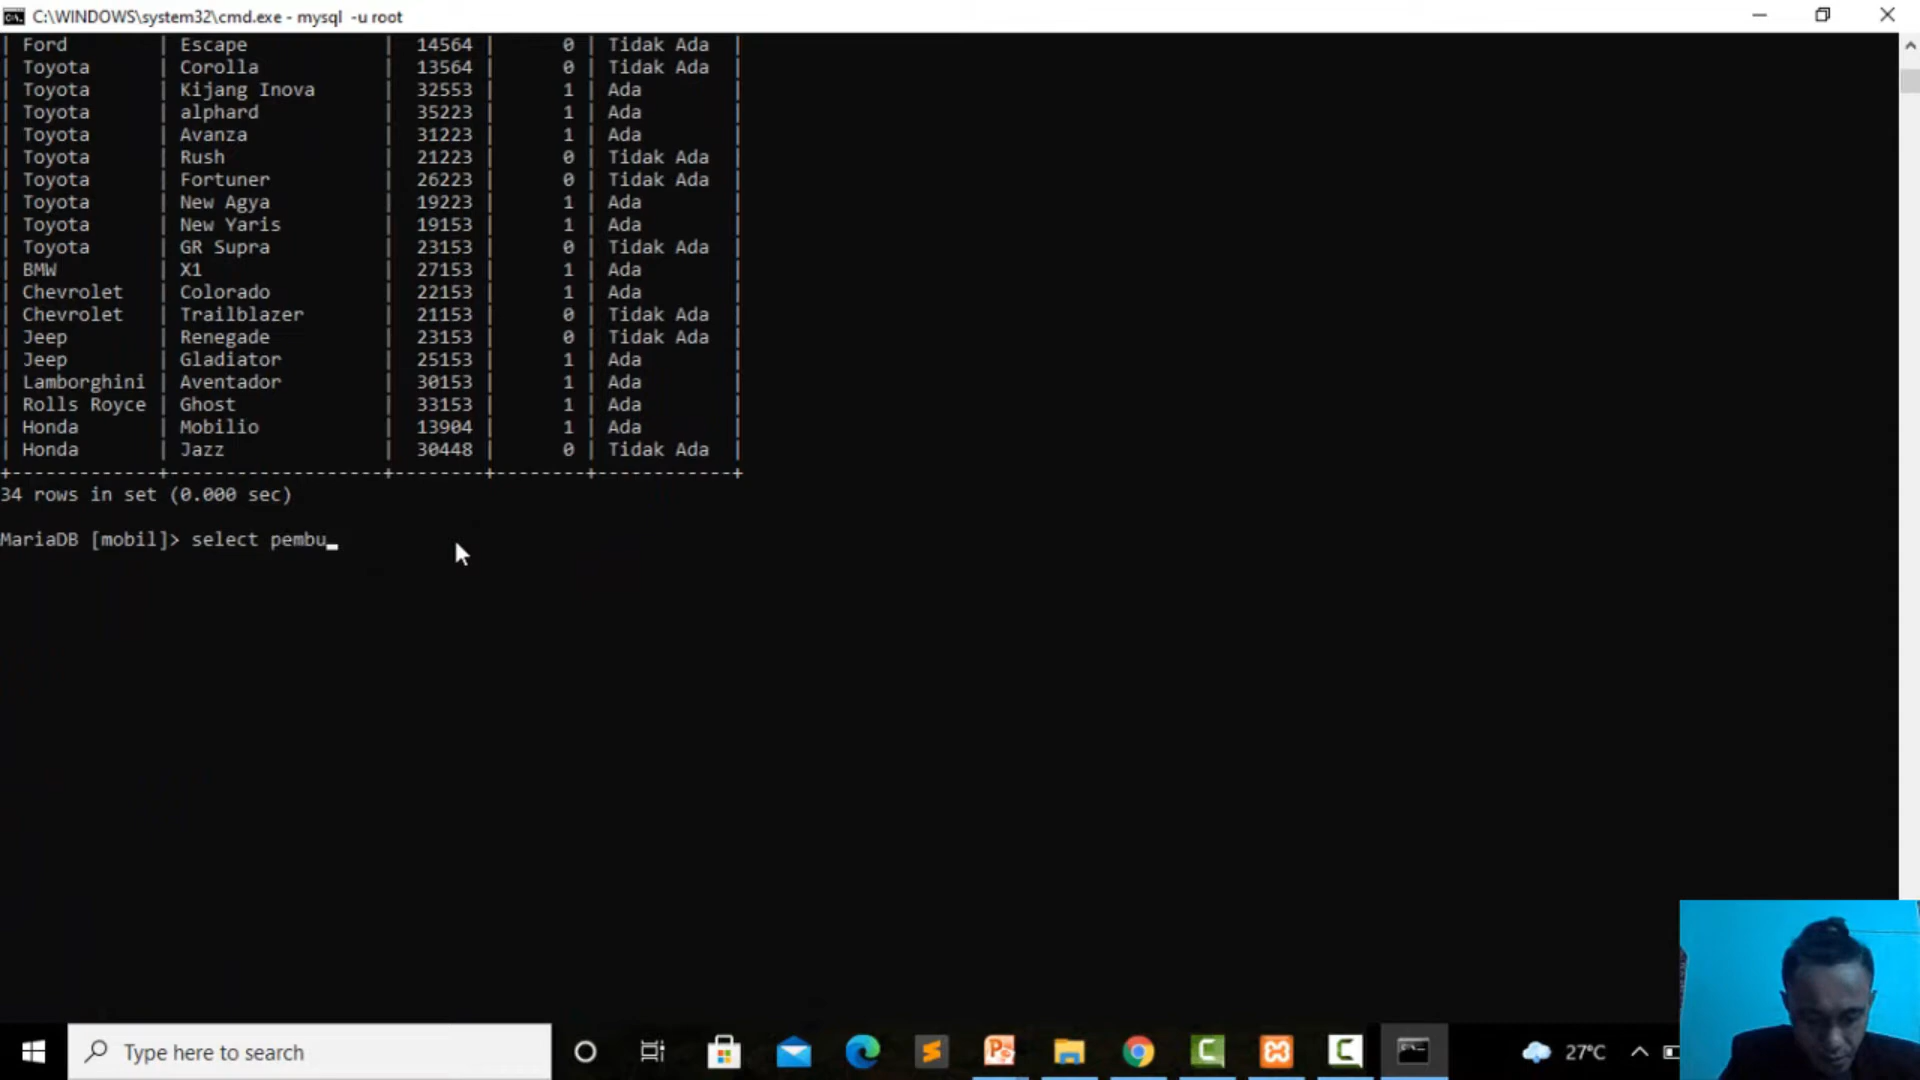 C:\WINDOWS\system32\cmd.exe - mysql -u root
| Ford | Escape | 14564 | 0 | Tidak Ada |
| Toyota | Corolla | 13564 | 0 | Tidak Ada |
| Toyota | Kijang Inova | 32553 | 1 | Ada |
| Toyota | alphard | 35223 | 1 | Ada |
| Toyota | Avanza | 31223 | 1 | Ada |
| Toyota | Rush | 21223 | 0 | Tidak Ada |
| Toyota | Fortuner | 26223 | 0 | Tidak Ada |
| Toyota | New Agya | 19223 | 1 | Ada |
| Toyota | New Yaris | 19153 | 1 | Ada |
| Toyota | GR Supra | 23153 | 0 | Tidak Ada |
| BMW | X1 | 27153 | 1 | Ada |
| Chevrolet | Colorado | 22153 | 1 | Ada |
| Chevrolet | Trailblazer | 21153 | 0 | Tidak Ada |
| Jeep | Renegade | 23153 | 0 | Tidak Ada |
| Jeep | Gladiator | 25153 | 1 | Ada |
| Lamborghini | Aventador | 30153 | 1 | Ada |
| Rolls Royce | Ghost | 33153 | 1 | Ada |
| Honda | Mobilio | 13904 | 1 | Ada |
| Honda | Jazz | 30448 | 0 | Tidak Ada |
34 rows in set (0.000 sec)
MariaDB [mobil]> select pembu_
Type here to search
27°C